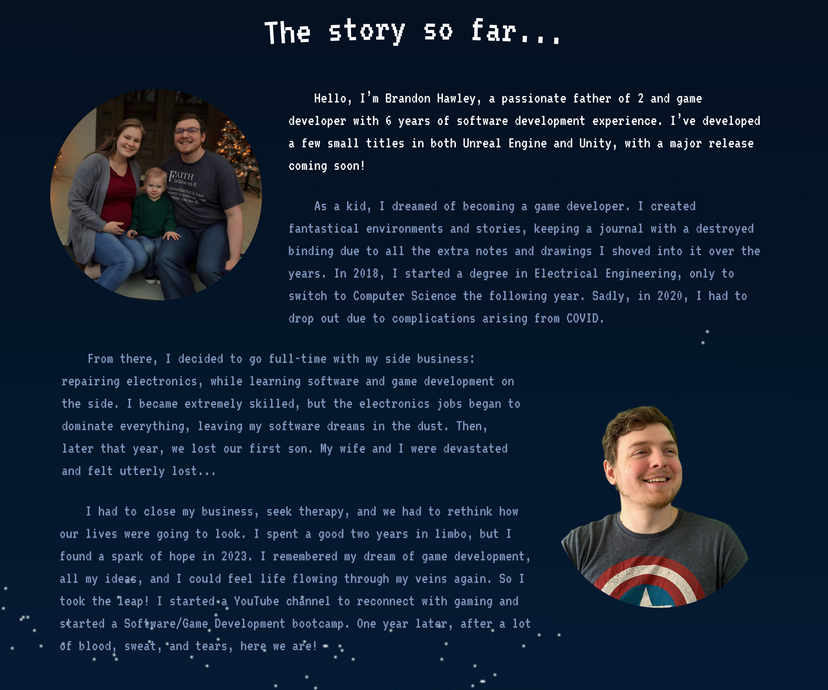 The story so far...
Hello, I'm Brandon Hawley, a passionate father of 2 and game
developer with 6 years of software development experience. I've developed
a few small titles in both Unreal Engine and Unity, with a major release
coming soon!
As a kid, I dreamed of becoming a game developer. I created
fantastical environments and stories, keeping a journal with a destroyed
binding due to all the extra notes and drawings I shoved into it over the
years. In 2018, I started a degree in Electrical Engineering, only to
switch to Computer Science the following year. Sadly, in 2020, I had to
drop out due to complications arising from COVID.
FAITH
From there, I decided to go full-time with my side business:
repairing electronics, while learning software and game development on
the side. I became extremely skilled, but the electronics jobs began to
dominate everything, leaving my software dreams in the dust. Then,
later that year, we lost our first son. My wife and I were devastated
and felt utterly lost...
I had to close my business, seek therapy, and we had to rethink how
our lives were going to look. I spent a good two years in limbo, but I
found a spark of hope in 2023. I remembered my dream of game development,
all my ideas, and I could feel life flowing through my veins again. So I
took the leap! I started a YouTube channel to reconnect with gaming and
started a Software/Game Development bootcamp. One year later, after a lot
of blood, sweat, and tears, here we are!